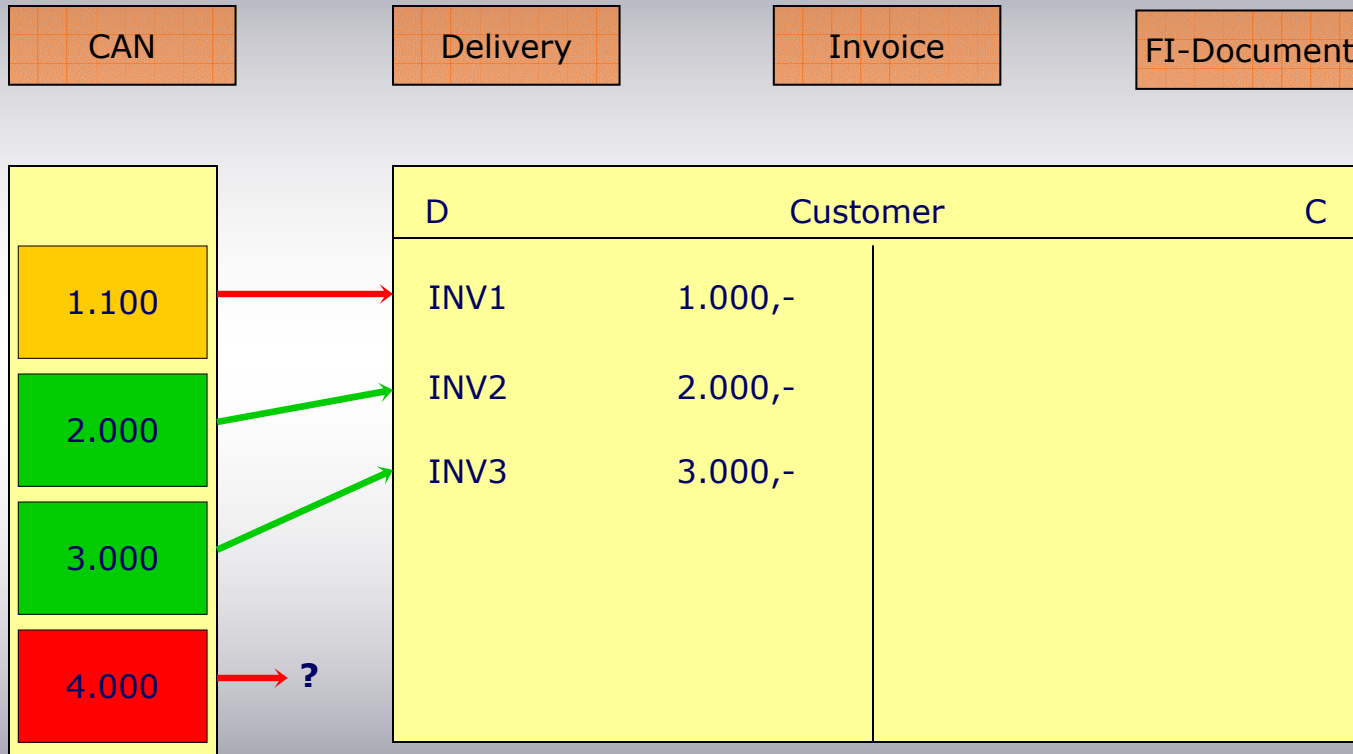 CAN
Delivery
Invoice
FI-Document
D Customer C
1.100
INV1 1.000,-
2.000
INV2 2.000,-
3.000
INV3 3.000,-
4.000
?